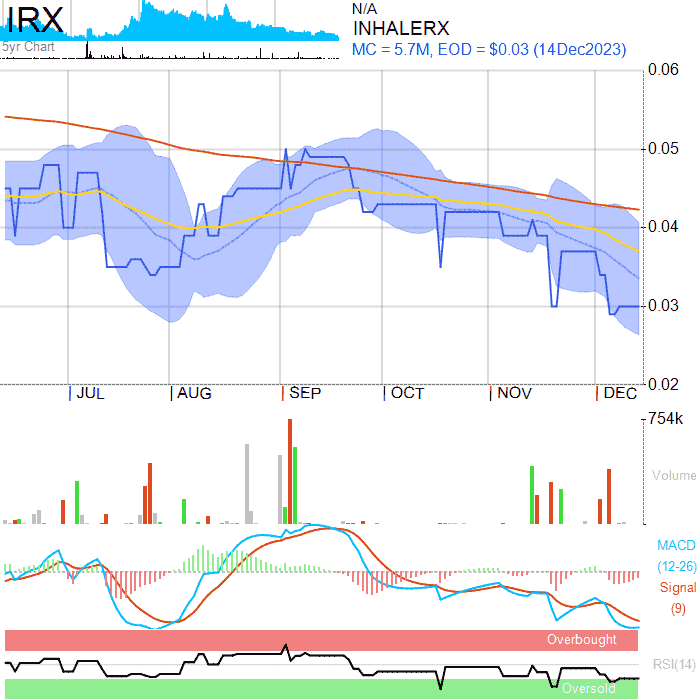 IRX
5yr Chart
N/A
INHALERX
MC = 5.7M, EOD = $0.03 (14Dec2023)
0.06
0.05
0.04
0.03
0.02
JUL AUG SEP OCT NOV DEC
754k
Volume
MACD
(12-26)
Signal
(9)
Overbought
RSI(14)
Oversold